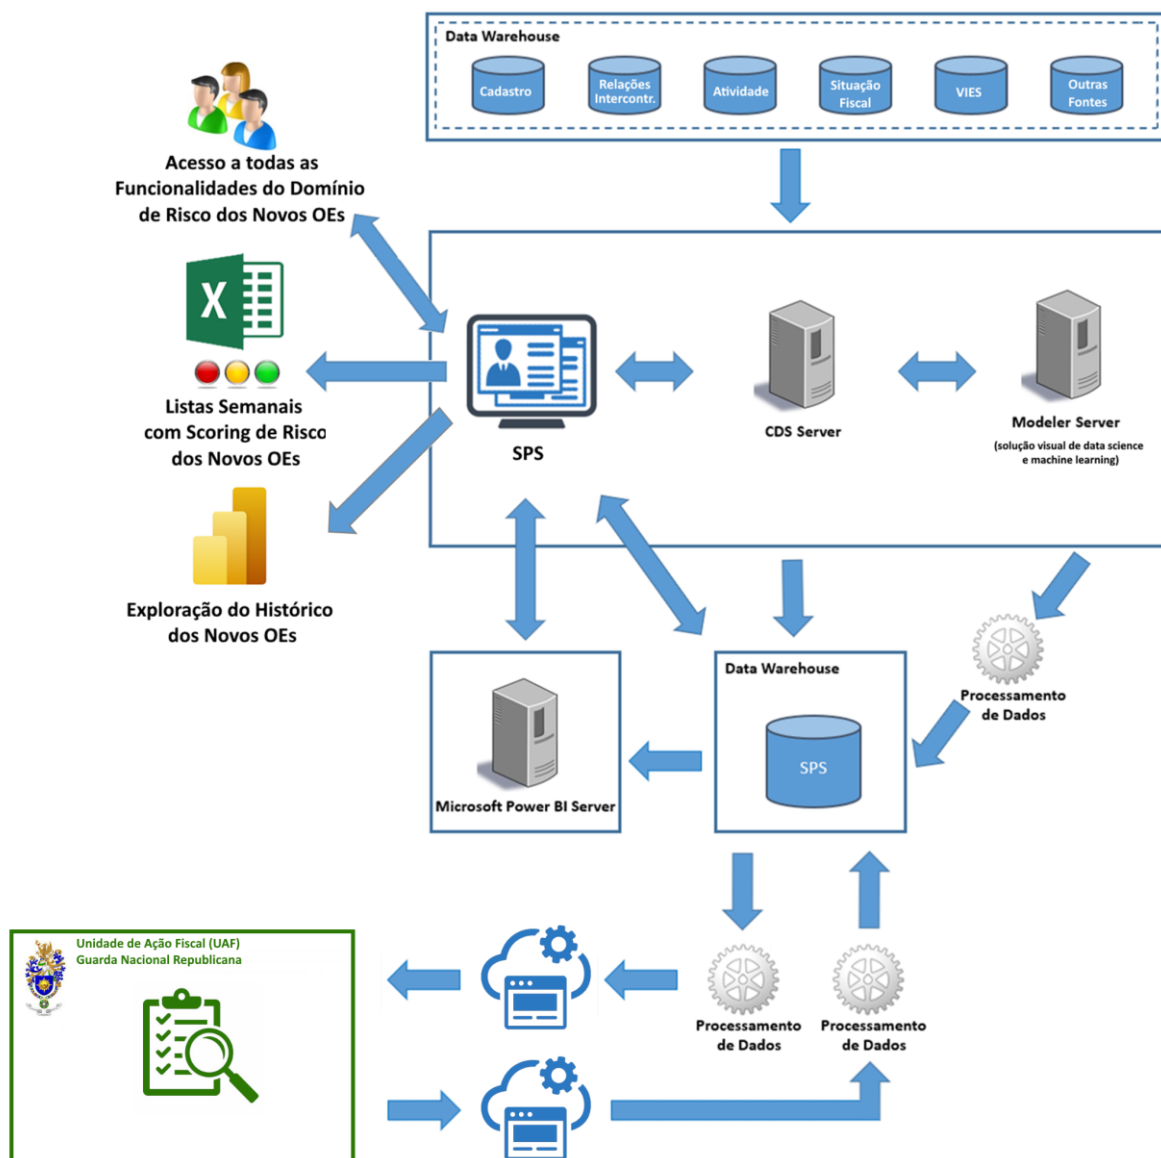 Data Warehouse
Cadastro
Relações
Intercontr.
Atividade
Situação
Fiscal
VIES
Outras
Fontes
Acesso a todas as
Funcionalidades do Domínio
de Risco dos Novos OEs
X
Listas Semanais
com Scoring de Risco
dos Novos OEs
SPS
CDS Server
Modeler Server
(solução visual de data science
e machine learning)
Exploração do Histórico
dos Novos OEs
Microsoft Power BI Server
Data Warehouse
SPS
Processamento
de Dados
Unidade de Ação Fiscal (UAF)
Guarda Nacional Republicana
Processamento
de Dados
Processamento
de Dados